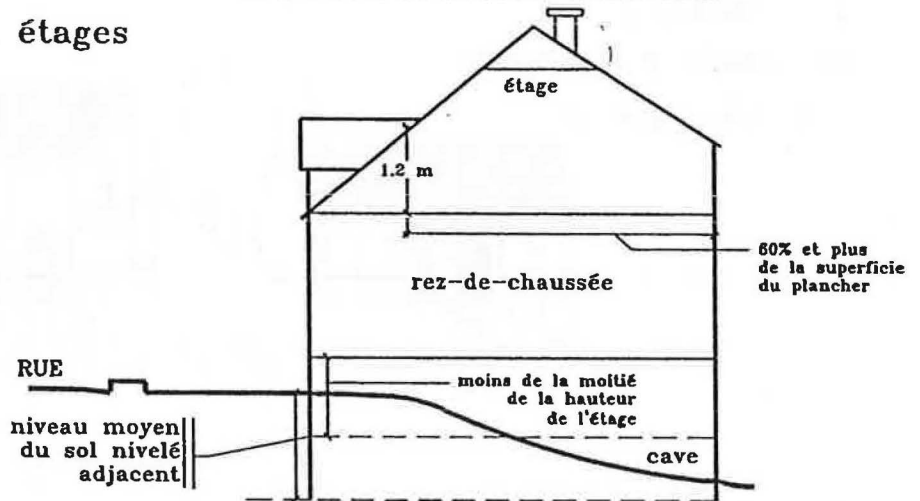 étages
étage
1.2 m
60% et plus
de la superficie
du plancher
rez-de-chaussée
RUE
moins de la moitié
de la hauteur
de l'étage
niveau moyen
du sol nivelé
adjacent
cave